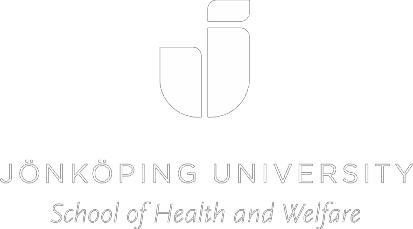 JÖNKÖPING UNIVERSITY
School of Health and Welfare